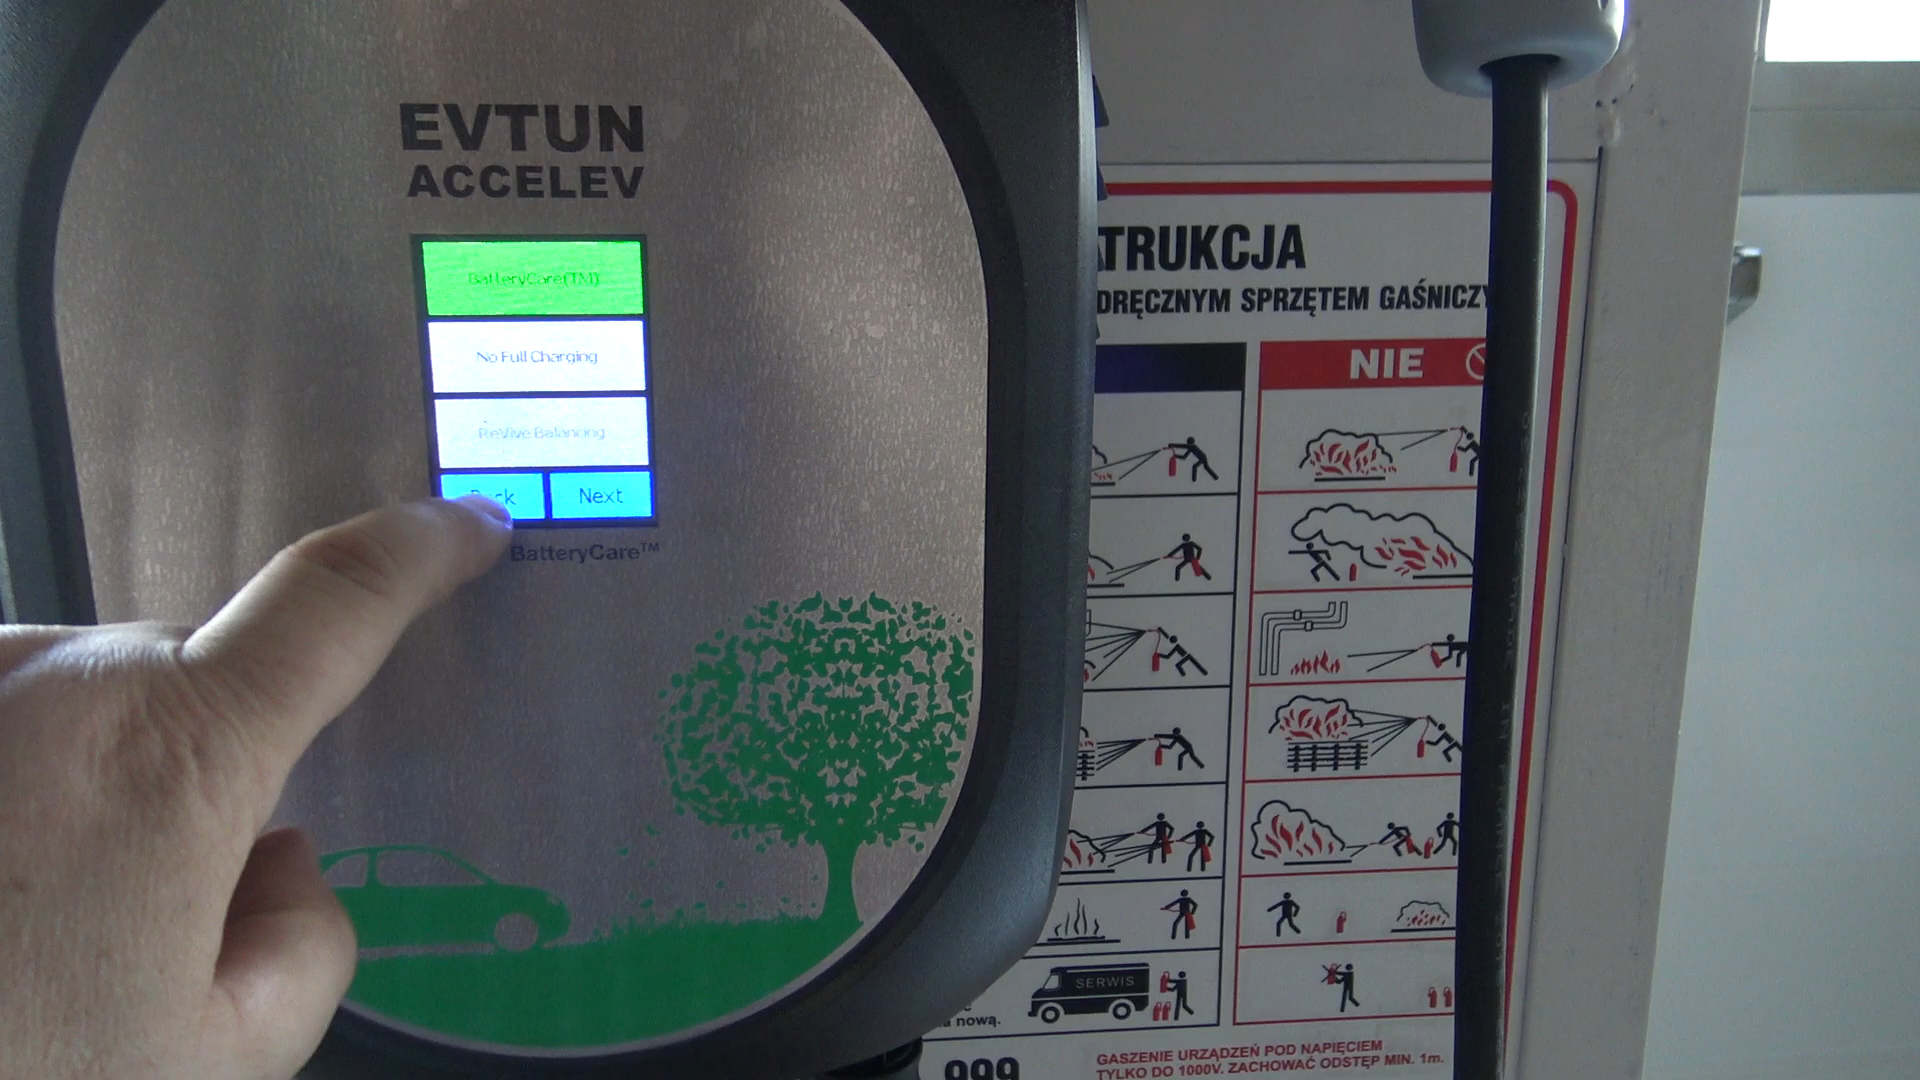 EVTUN
ACCELEV
BatteryCare(TM)
No Full Charging
ReVive Balancing
Back
Next
BatteryCare™
TRUKCJA
DRĘCZNYM SPRZĘTEM GAŚNICZY
NIE
SERWIS
nową.
999
GASZENIE URZĄDZEŃ POD NAPIĘCIEM
TYLKO DO 1000V. ZACHOWAĆ ODSTĘP MIN. 1m.